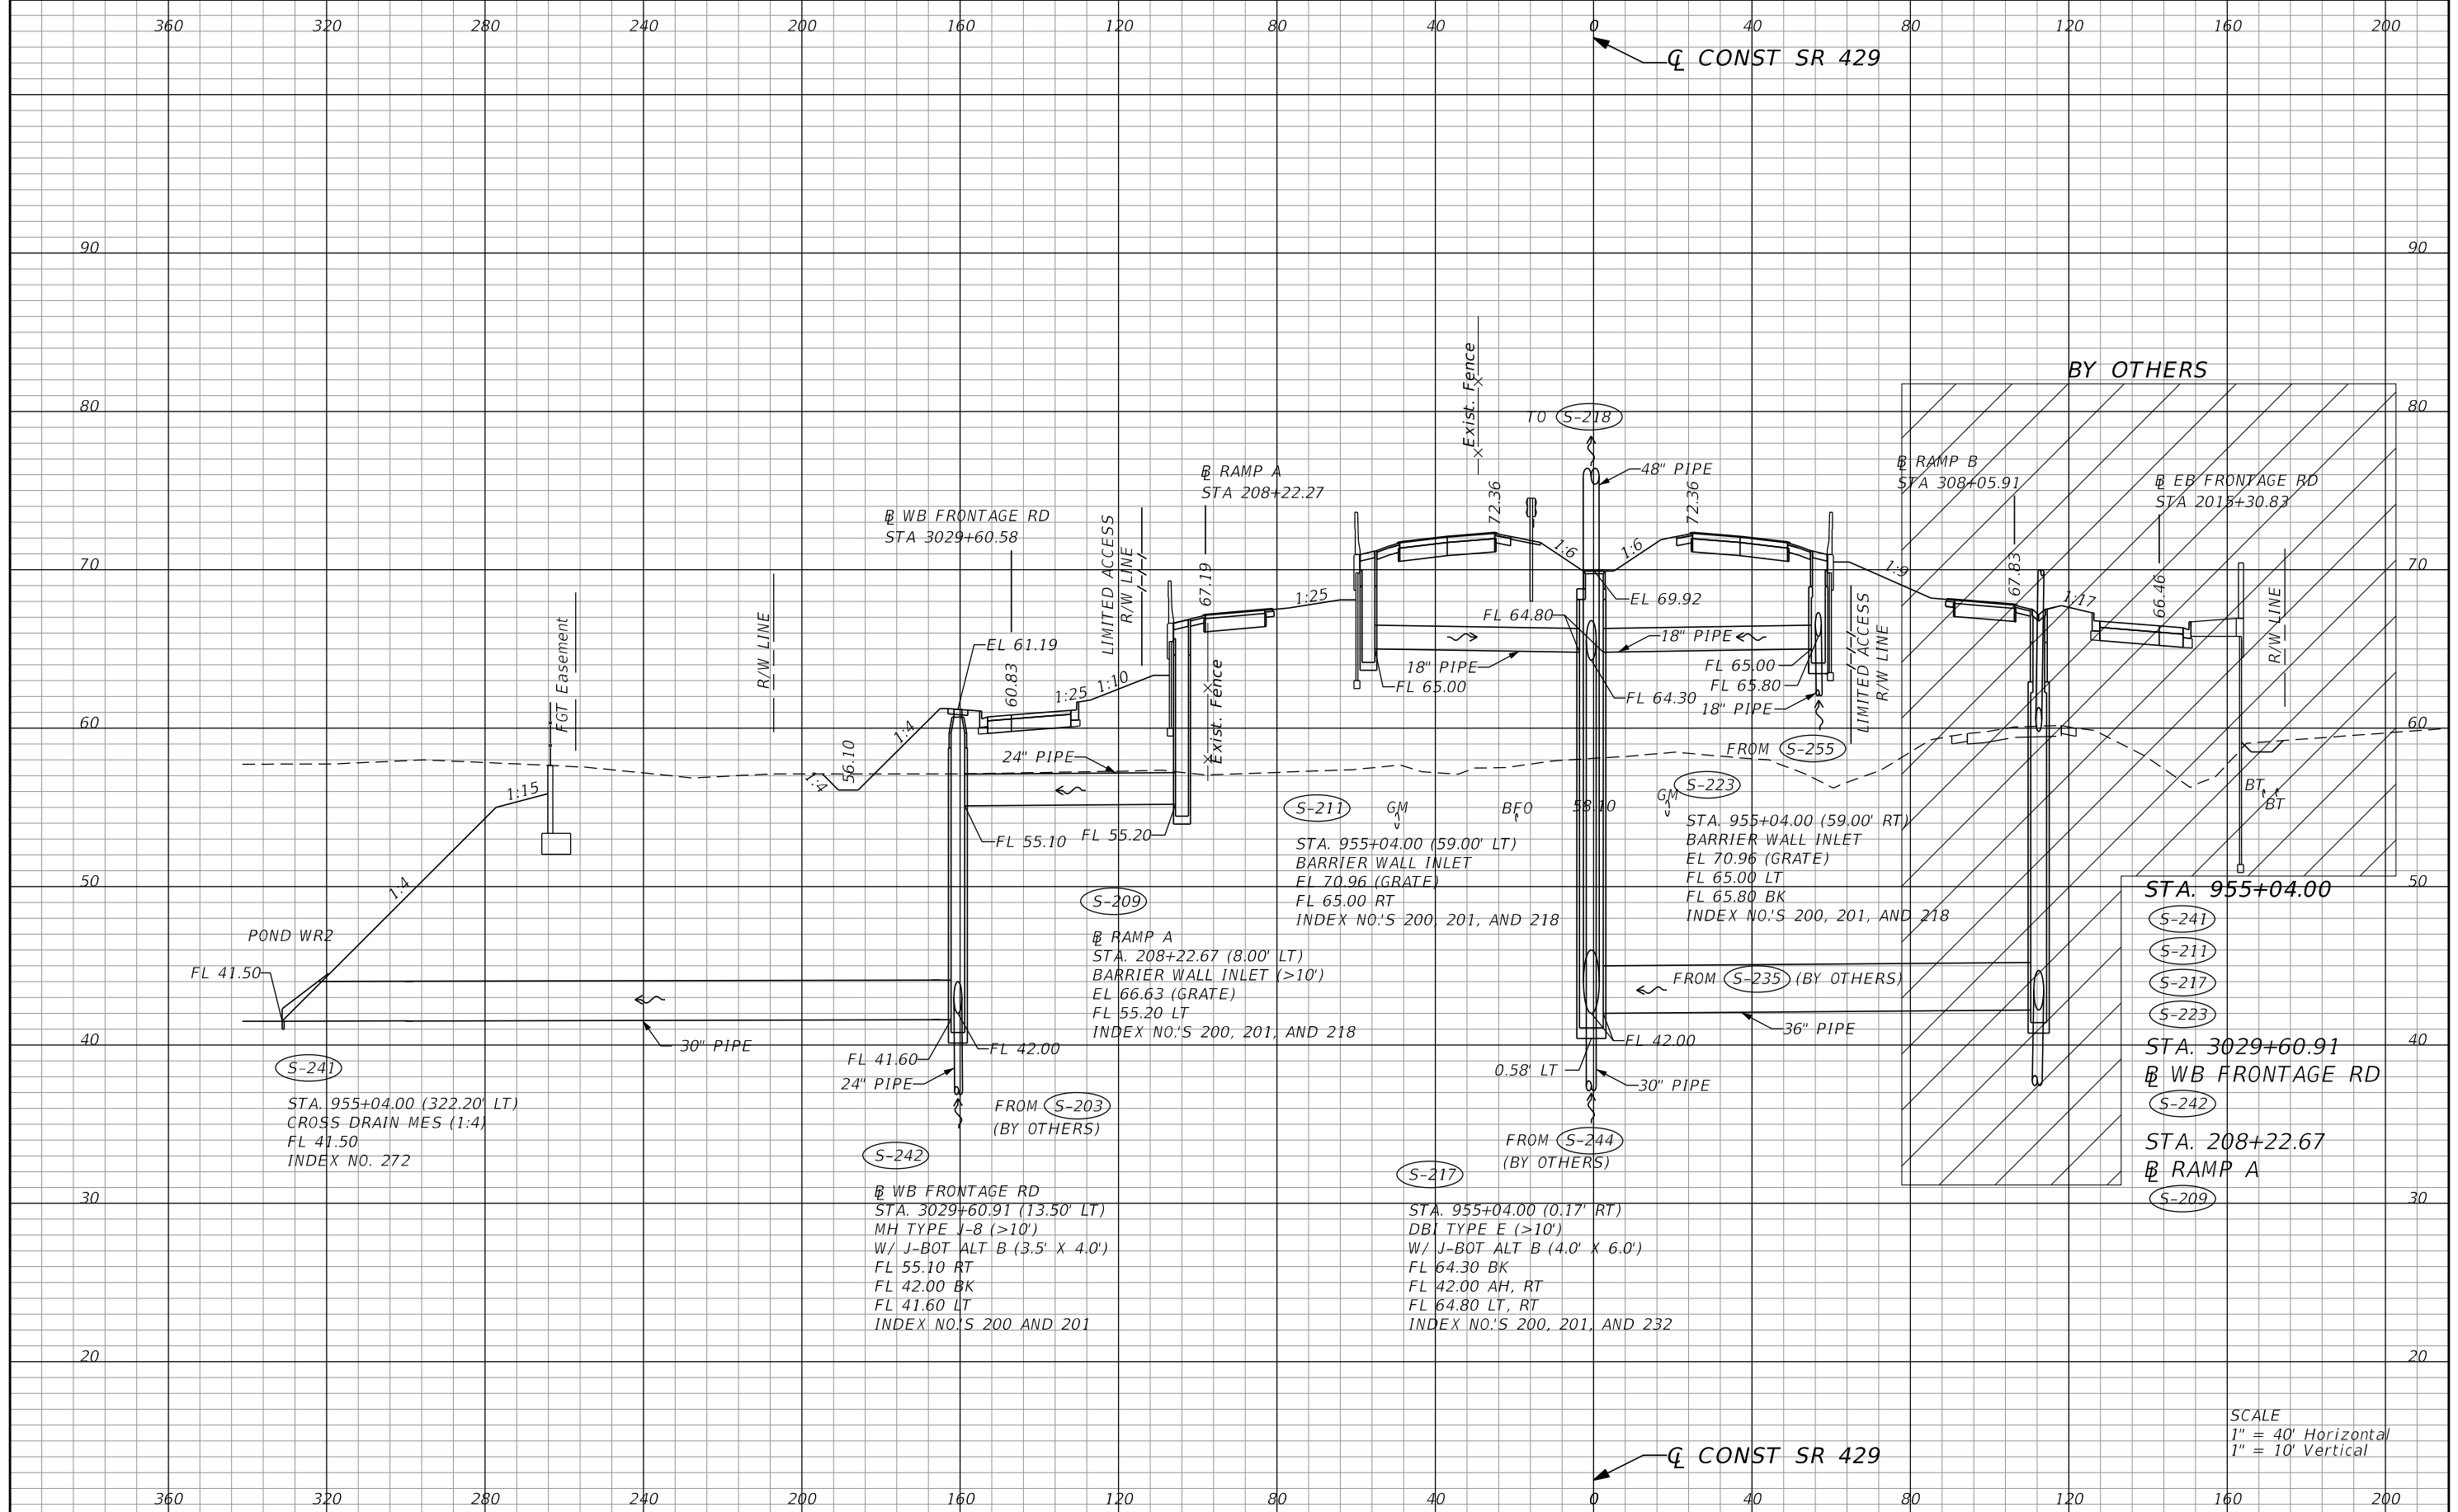 360 320 280 240 200 160 120 80 40 0 40 80 120 160 200
℄ CONST SR 429
90 90
BY OTHERS
80 80
Exist. Fence
TO S-218
48" PIPE
℄ RAMP A
STA 208+22.27
72.36
72.36
℄ RAMP B
STA 308+05.91
℄ EB FRONTAGE RD
STA 2015+30.83
℄ WB FRONTAGE RD
STA 3029+60.58
LIMITED ACCESS
R/W LINE
70 70
67.19
1:25
1:6
1:6
1:9
67.83
66.46
1:17
EL 69.92
FL 64.80
18" PIPE
18" PIPE
FL 65.00
FL 65.00
FL 65.80
FL 64.30
18" PIPE
LIMITED ACCESS
R/W LINE
R/W LINE
FGT Easement
R/W LINE
EL 61.19
60.83
1:25
1:10
Exist. Fence
60 60
1:4
56.10
1:4
24" PIPE
FROM S-255
1:15
FL 55.10
FL 55.20
GM
BFO
58.10
GM
BT
BT
S-211
STA. 955+04.00 (59.00' LT)
BARRIER WALL INLET
EL 70.96 (GRATE)
FL 65.00 RT
INDEX NO.'S 200, 201, AND 218
S-223
STA. 955+04.00 (59.00' RT)
BARRIER WALL INLET
EL 70.96 (GRATE)
FL 65.00 LT
FL 65.80 BK
INDEX NO.'S 200, 201, AND 218
50 50
1:4
S-209
℄ RAMP A
STA. 208+22.67 (8.00' LT)
BARRIER WALL INLET (>10')
EL 66.63 (GRATE)
FL 55.20 LT
INDEX NO.'S 200, 201, AND 218
POND WR2
FL 41.50
FROM S-235 (BY OTHERS)
36" PIPE
FL 42.00
40 40
30" PIPE
FL 41.60
FL 42.00
24" PIPE
0.58' LT
30" PIPE
FROM S-203
(BY OTHERS)
FROM S-244
(BY OTHERS)
S-241
STA. 955+04.00 (322.20' LT)
CROSS DRAIN MES (1:4)
FL 41.50
INDEX NO. 272
S-242
℄ WB FRONTAGE RD
STA. 3029+60.91 (13.50' LT)
MH TYPE J-8 (>10')
W/ J-BOT ALT B (3.5' X 4.0')
FL 55.10 RT
FL 42.00 BK
FL 41.60 LT
INDEX NO.'S 200 AND 201
S-217
STA. 955+04.00 (0.17' RT)
DBI TYPE E (>10')
W/ J-BOT ALT B (4.0' X 6.0')
FL 64.30 BK
FL 42.00 AH, RT
FL 64.80 LT, RT
INDEX NO.'S 200, 201, AND 232
STA. 955+04.00
S-241
S-211
S-217
S-223
STA. 3029+60.91
℄ WB FRONTAGE RD
S-242
STA. 208+22.67
℄ RAMP A
S-209
30 30
20 20
SCALE
1" = 40' Horizontal
1" = 10' Vertical
℄ CONST SR 429
360 320 280 240 200 160 120 80 40 0 40 80 120 160 200